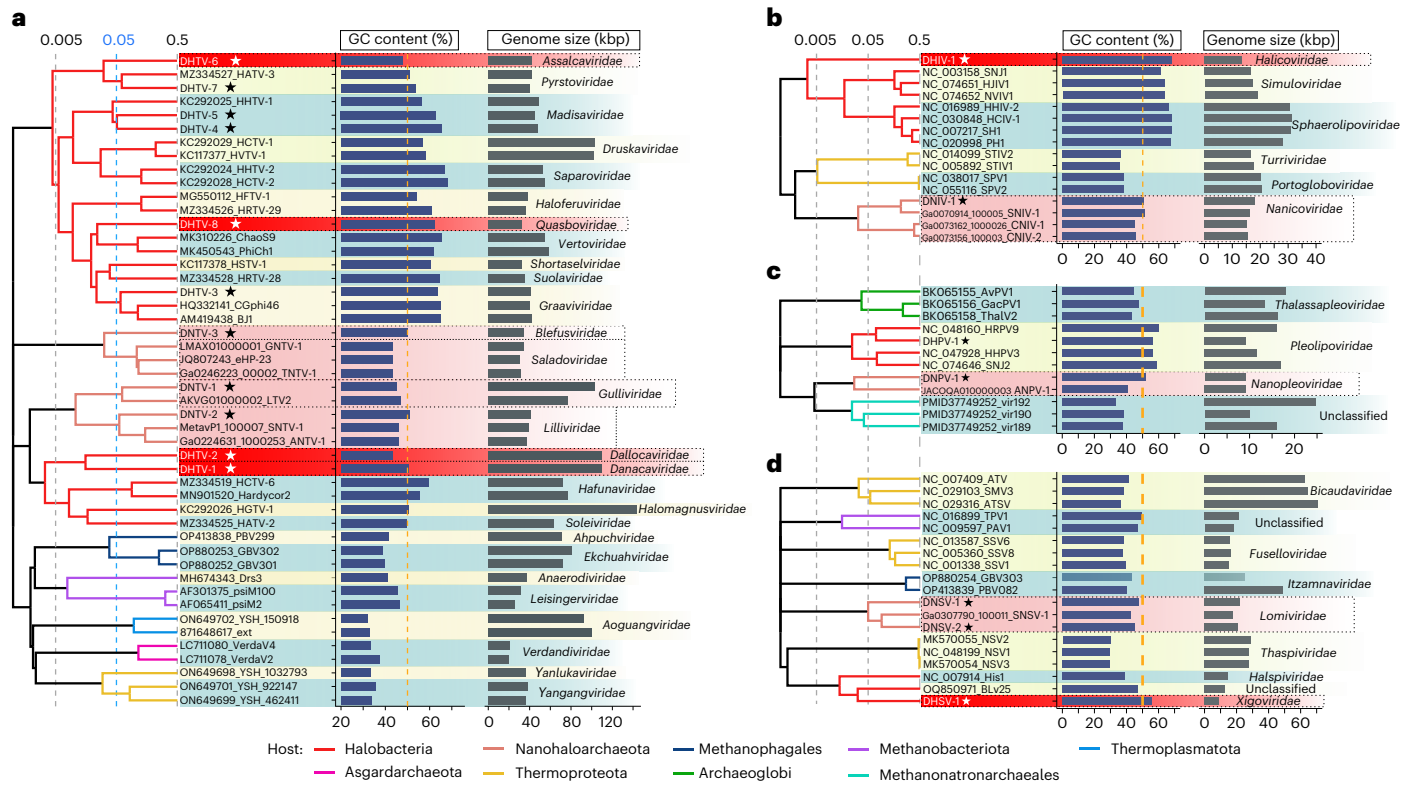 a
0.005 0.05 0.5 GC content (%) Genome size (kbp)
DHTV-6 Assalcaviridae
MZ334527_HATV-3 Pyrstoviridae
DHTV-7
KC292025_HHTV-1
DHTV-5 Madisaviridae
DHTV-4
KC292029_HCTV-1 Druskaviridae
KC117377_HVTV-1
KC292024_HHTV-2 Saparoviridae
KC292028_HCTV-2
MG550112_HFTV-1 Haloferuviridae
MZ334526_HRTV-29
DHTV-8 Quasboviridae
MK310226_ChaoS9 Vertoviridae
MK450543_PhiCh1
KC117378_HSTV-1 Shortaselviridae
MZ334528_HRTV-28 Suolaviridae
DHTV-3
HQ332141_CGphi46 Graaviviridae
AM419438_BJ1
DNTV-3 Blefusviridae
LMAX01000001_GNTV-1
JQ807243_eHP-23 Saladoviridae
Ga0246223_00002_TNTV-1
DNTV-1 Gulliviridae
AKVG01000002_LTV2
DNTV-2
MetavP1_100007_SNTV-1 Lilliviridae
Ga0224631_1000253_ANTV-1
DHTV-2 Dallocaviridae
DHTV-1 Danacaviridae
MZ334519_HCTV-6 Hafunaviridae
MN901520_Hardycor2
KC292026_HGTV-1 Halomagnusviridae
MZ334525_HATV-2 Soleiviridae
OP413838_PBV299 Ahpuchviridae
OP880253_GBV302 Ekchuahviridae
OP880252_GBV301
MH674343_Drs3 Anaerodiviridae
AF301375_psiM100 Leisingerviridae
AF065411_psiM2
ON649702_YSH_150918 Aoguangviridae
871648617_ext
LC711080_VerdaV4 Verdandiviridae
LC711078_VerdaV2
ON649698_YSH_1032793 Yanlukaviridae
ON649701_YSH_922147 Yangangviridae
ON649699_YSH_462411
20 40 60 0 40 80 120
b
0.005 0.05 0.5 GC content (%) Genome size (kbp)
DHIV-1 Halicoviridae
NC_003158_SNJ1
NC_074651_HJIV1 Simuloviridae
NC_074652_NVIV1
NC_016989_HHIV-2
NC_030848_HCIV-1 Sphaerolipoviridae
NC_007217_SH1
NC_020998_PH1
NC_014099_STIV2 Turriviridae
NC_005892_STIV1
NC_038017_SPV1 Portogloboviridae
NC_055116_SPV2
DNIV-1 Nanicoviridae
Ga0070914_100005_SNIV-1
Ga0073162_1000026_CNIV-1
Ga0073156_100003_CNIV-2
0 20 40 60 0 10 20 30 40
c
BK065155_AvPV1
BK065156_GacPV1 Thalassapleoviridae
BK065158_ThalV2
NC_048160_HRPV9
DHPV-1 Pleolipoviridae
NC_047928_HHPV3
NC_074646_SNJ2
DNPV-1 Nanopleoviridae
JACOQA010000003_ANPV-1
PMID37749252_vir192
PMID37749252_vir190 Unclassified
PMID37749252_vir189
0 20 40 60 0 10 20
d
NC_007409_ATV
NC_029103_SMV3 Bicaudaviridae
NC_029316_ATSV
NC_016899_TPV1 Unclassified
NC_009597_PAV1
NC_013587_SSV6
NC_005360_SSV8 Fuselloviridae
NC_001338_SSV1
OP880254_GBV303 Itzamnaviridae
OP413839_PBV082
DNSV-1
Ga0307790_100011_SNSV-1 Lomiviridae
DNSV-2
MK570055_NSV2
NC_048199_NSV1 Thaspiviridae
MK570054_NSV3
NC_007914_His1 Halspiviridae
OQ850971_BLv25 Unclassified
DHSV-1 Xigoviridae
0 20 40 60 0 20 40 60
Host: Halobacteria Nanohaloarchaeota Methanophagales Methanobacteriota Thermoplasmatota
Asgardarchaeota Thermoproteota Archaeoglobi Methanonatronarchaeales